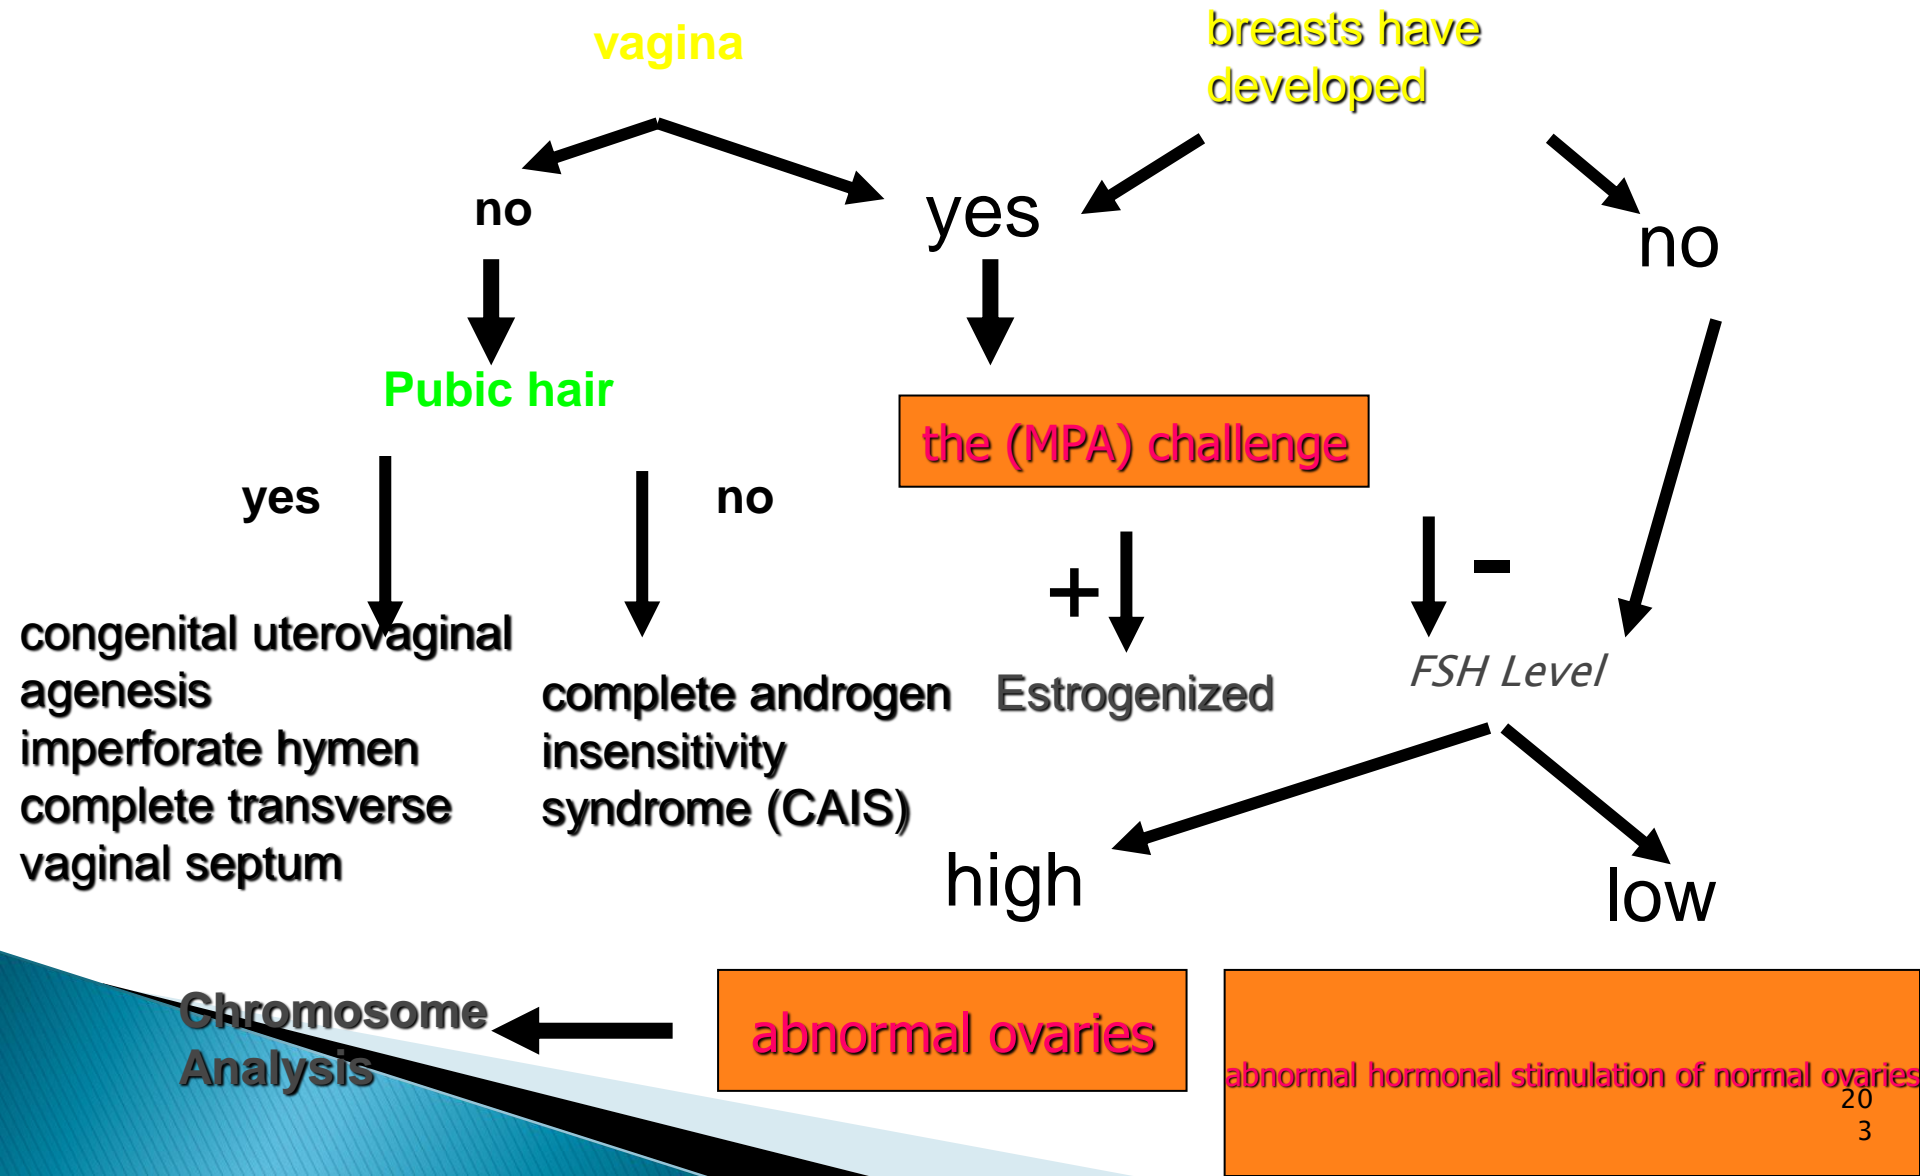 vagina
breasts have
developed
no
yes
no
Pubic hair
the (MPA) challenge
yes
no
+
-
congenital uterovaginal
agenesis
imperforate hymen
complete transverse
vaginal septum
complete androgen
insensitivity
syndrome (CAIS)
Estrogenized
FSH Level
high
low
Chromosome
Analysis
abnormal ovaries
abnormal hormonal stimulation of normal ovaries
20
3